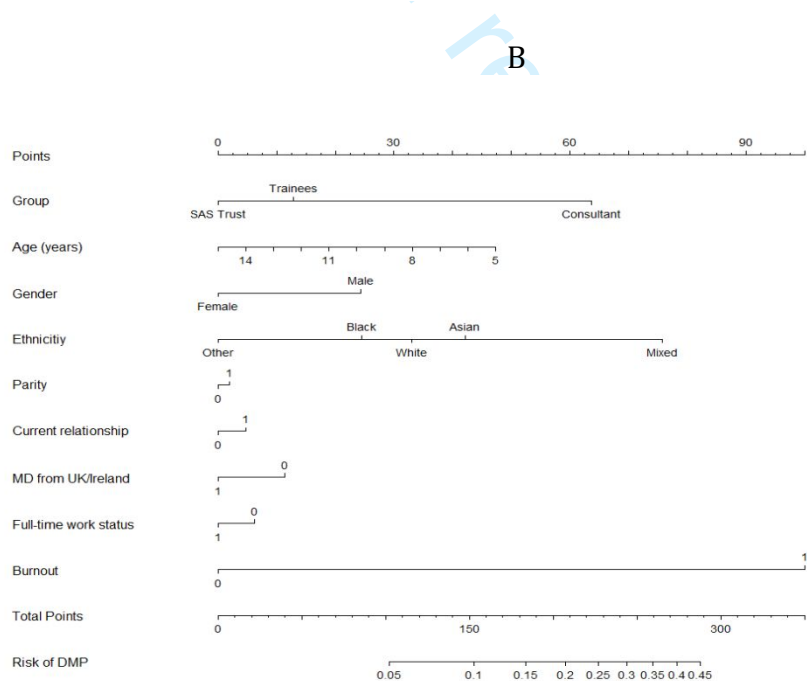 B
0 30 60 90
Points
Trainees
Group
SAS Trust Consultant
Age (years)
14 11 8 5
Male
Gender
Female
Black Asian
Ethnicitiy
Other White Mixed
1
Parity
0
1
Current relationship
0
0
MD from UK/Ireland
1
0
Full-time work status
1
1
Burnout
0
Total Points
0 150 300
Risk of DMP
0.05 0.1 0.15 0.2 0.25 0.3 0.35 0.4 0.45